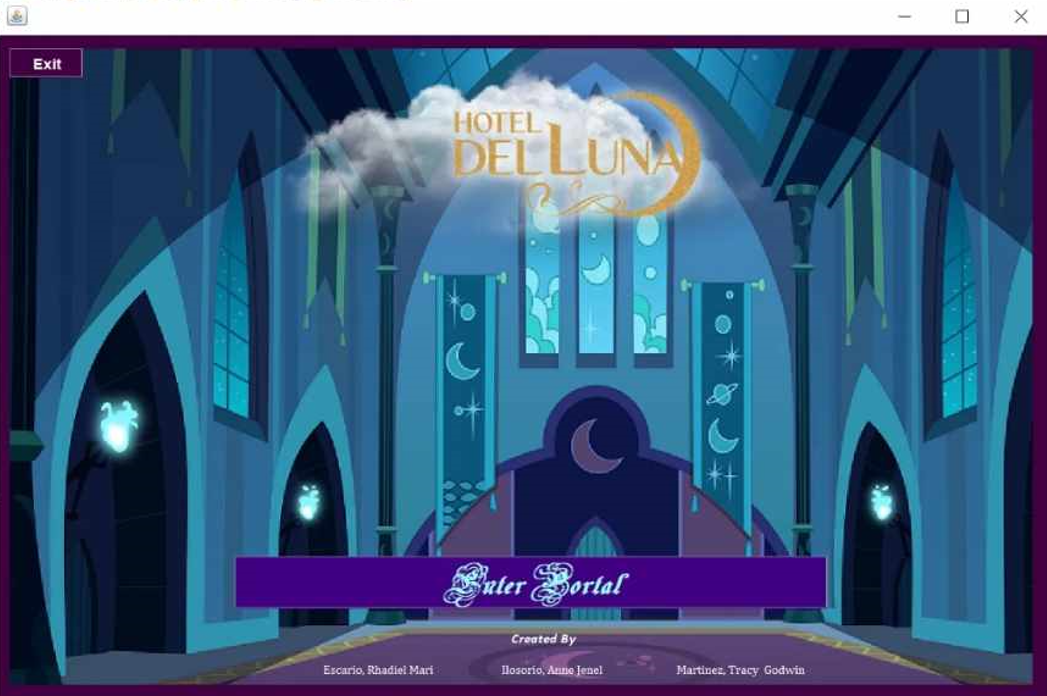 Exit
HOTEL
DEL LUNA
Enter Portal
Created By
Escario, Rhadiel Mari Ilosorio, Anne Jenel Martinez, Tracy Godwin